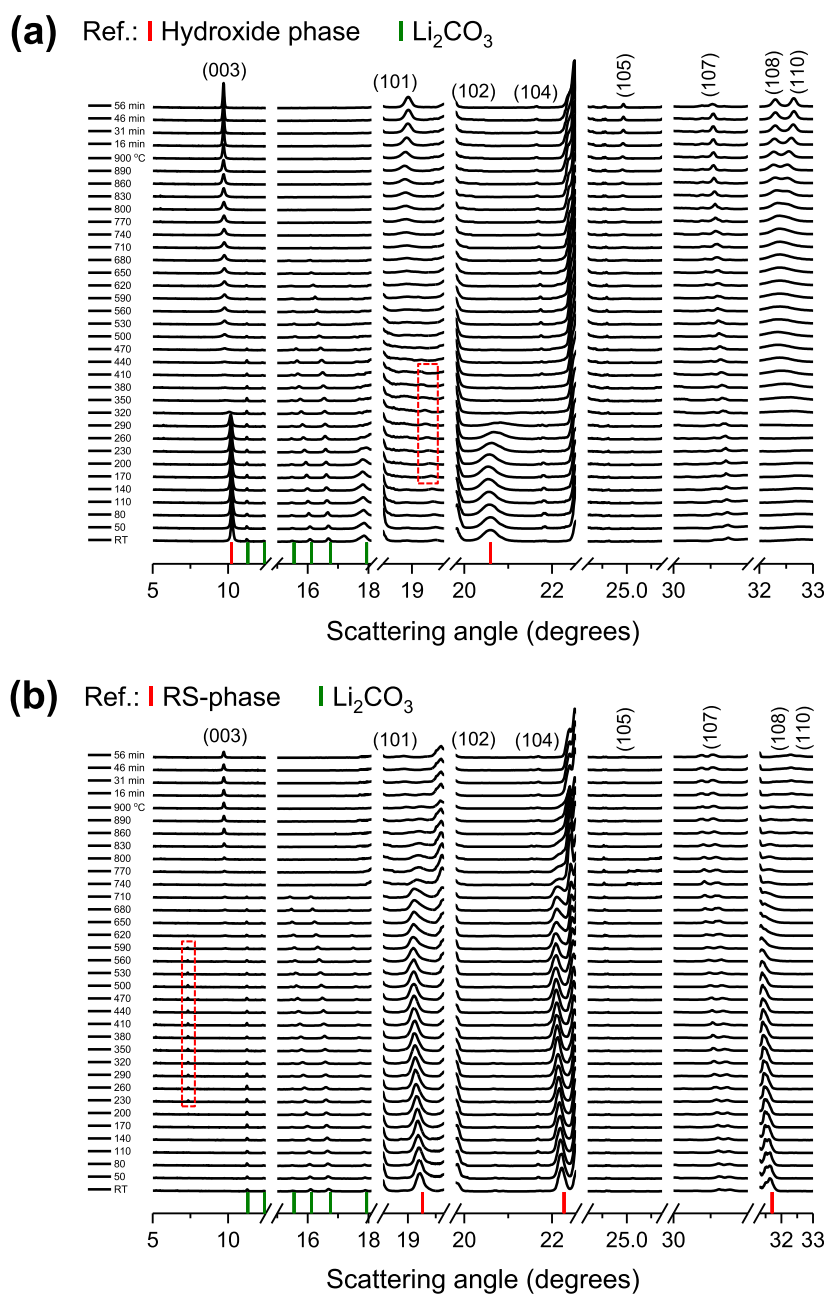 (a) Ref.: Hydroxide phase Li2CO3
(003) (101) (102) (104) (105) (107) (108) (110)
56 min
46 min
31 min
16 min
900 °C
890
860
830
800
770
740
710
680
650
620
590
560
530
500
470
440
410
380
350
320
290
260
230
200
170
140
110
80
50
RT
5 10 16 18 19 20 22 25.0 30 32 33
Scattering angle (degrees)
(b) Ref.: RS-phase Li2CO3
(003) (101) (102) (104) (105) (107) (108) (110)
56 min
46 min
31 min
16 min
900 °C
890
860
830
800
770
740
710
680
650
620
590
560
530
500
470
440
410
380
350
320
290
260
230
200
170
140
110
80
50
RT
5 10 16 18 19 20 22 25.0 30 32 33
Scattering angle (degrees)